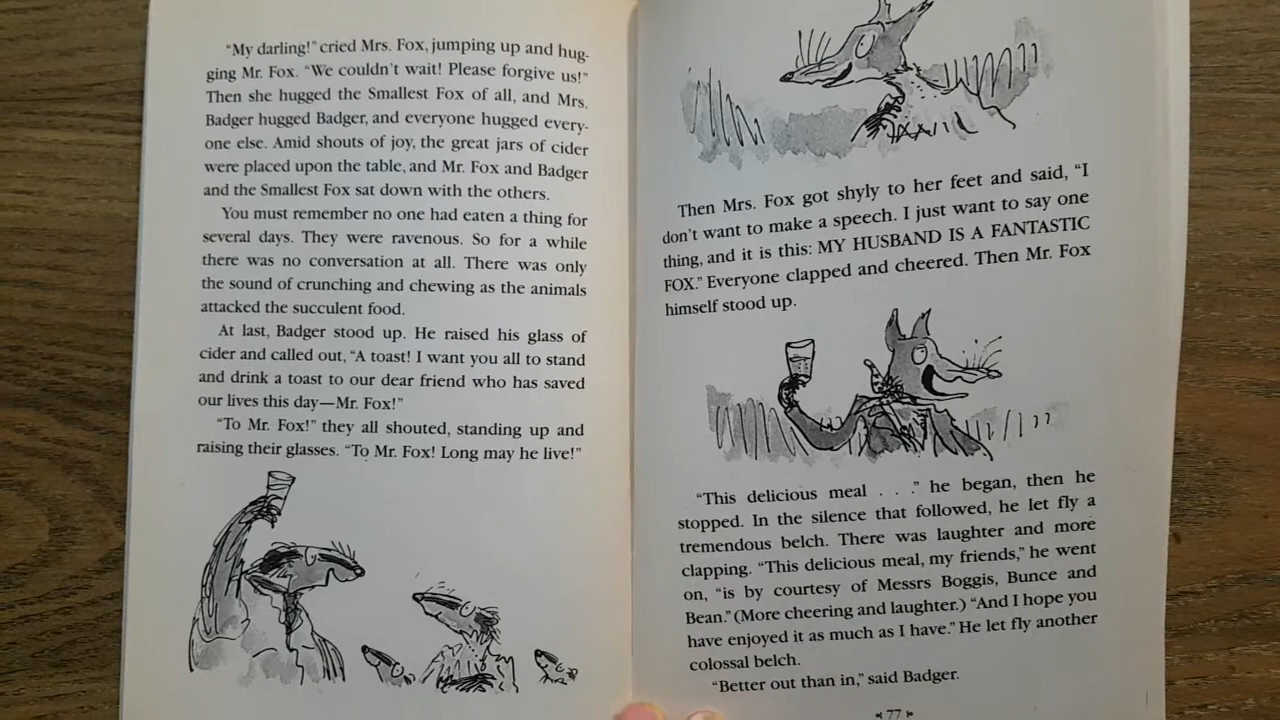 "My darling!" cried Mrs. Fox, jumping up and hug-
ging Mr. Fox. "We couldn't wait! Please forgive us!"
Then she hugged the Smallest Fox of all, and Mrs.
Badger hugged Badger, and everyone hugged every-
one else. Amid shouts of joy, the great jars of cider
were placed upon the table, and Mr. Fox and Badger
and the Smallest Fox sat down with the others.
You must remember no one had eaten a thing for
several days. They were ravenous. So for a while
there was no conversation at all. There was only
the sound of crunching and chewing as the animals
attacked the succulent food.
At last, Badger stood up. He raised his glass of
cider and called out, "A toast! I want you all to stand
and drink a toast to our dear friend who has saved
our lives this day—Mr. Fox!"
"To Mr. Fox!" they all shouted, standing up and
raising their glasses. "To Mr. Fox! Long may he live!"
Then Mrs. Fox got shyly to her feet and said, "I
don't want to make a speech. I just want to say one
thing, and it is this: MY HUSBAND IS A FANTASTIC
FOX." Everyone clapped and cheered. Then Mr. Fox
himself stood up.
"This delicious meal . . ." he began, then he
stopped. In the silence that followed, he let fly a
tremendous belch. There was laughter and more
clapping. "This delicious meal, my friends," he went
on, "is by courtesy of Messrs Boggis, Bunce and
Bean." (More cheering and laughter.) "And I hope you
have enjoyed it as much as I have." He let fly another
colossal belch.
"Better out than in," said Badger.
77